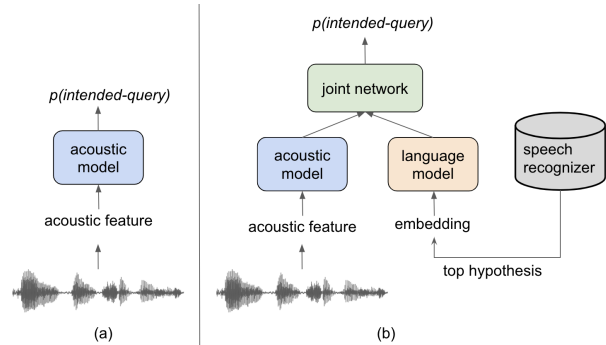 p(intended-query)
acoustic
model
acoustic feature
(a)
p(intended-query)
joint network
acoustic
model
language
model
speech
recognizer
acoustic feature
embedding
top hypothesis
(b)